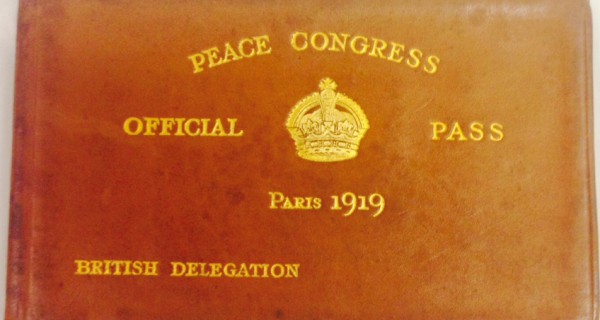 PEACE CONGRESS
OFFICIAL PASS
PARIS 1919
BRITISH DELEGATION